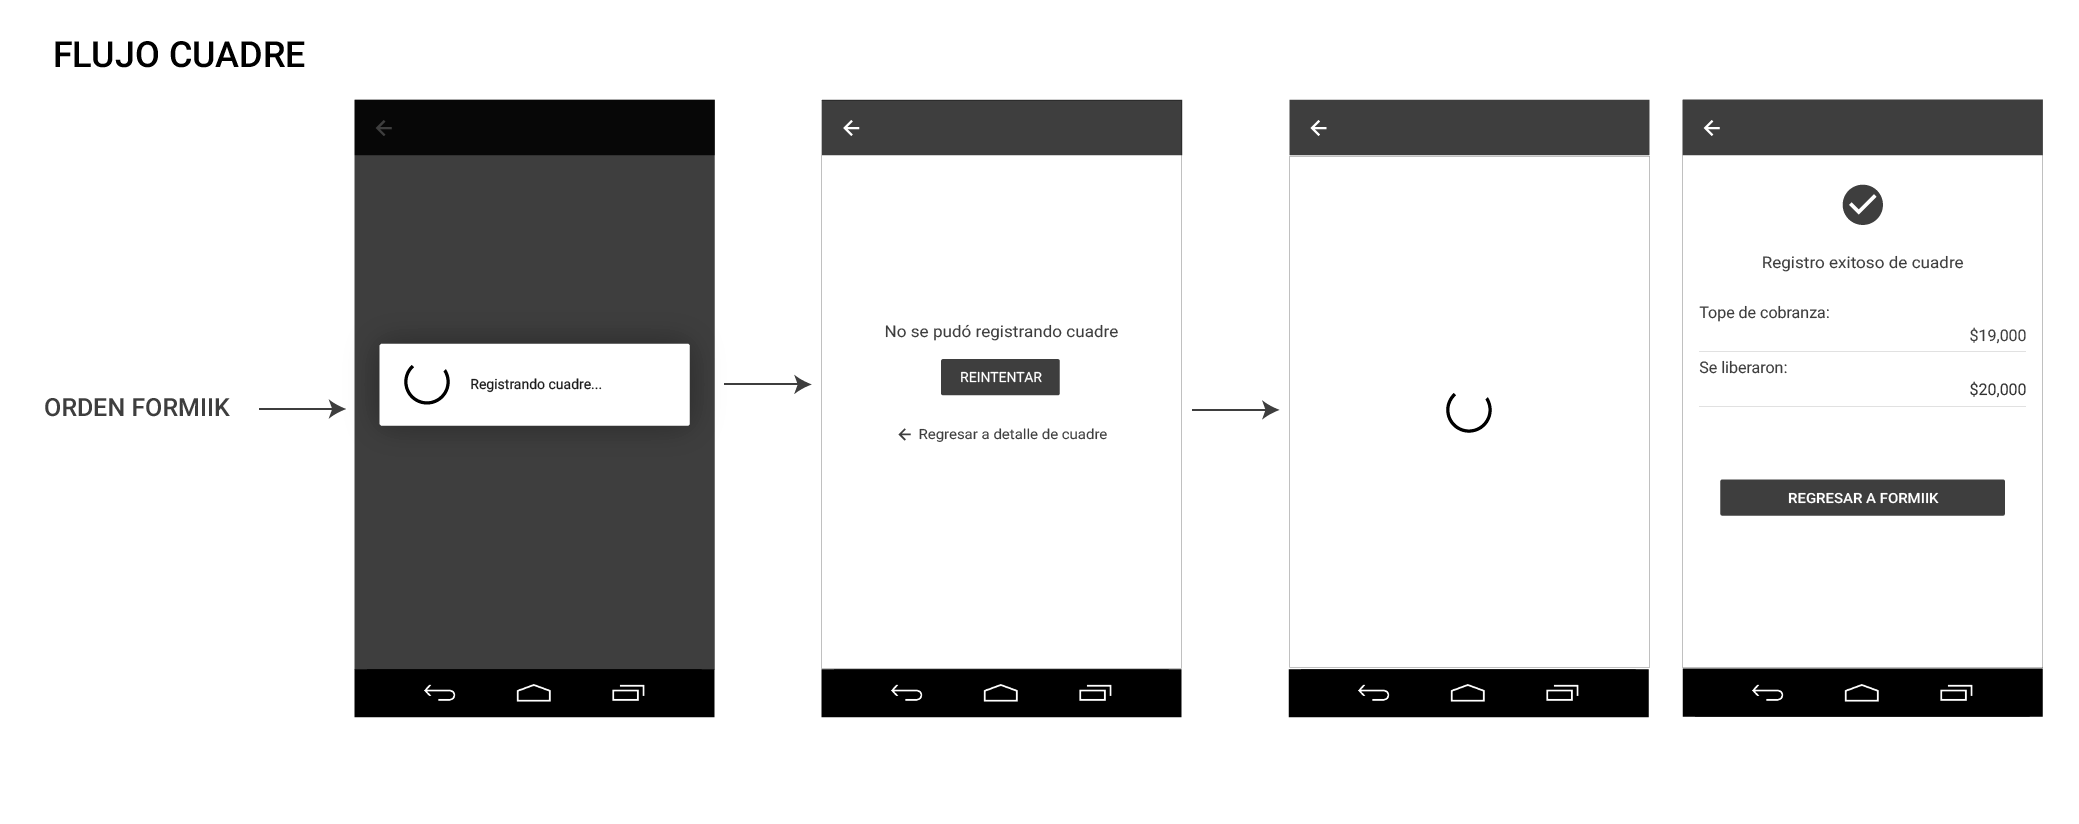 FLUJO CUADRE
ORDEN FORMIIK
Registrando cuadre...
No se pudó registrando cuadre
REINTENTAR
Regresar a detalle de cuadre
Registro exitoso de cuadre
Tope de cobranza:
$19,000
Se liberaron:
$20,000
REGRESAR A FORMIIK